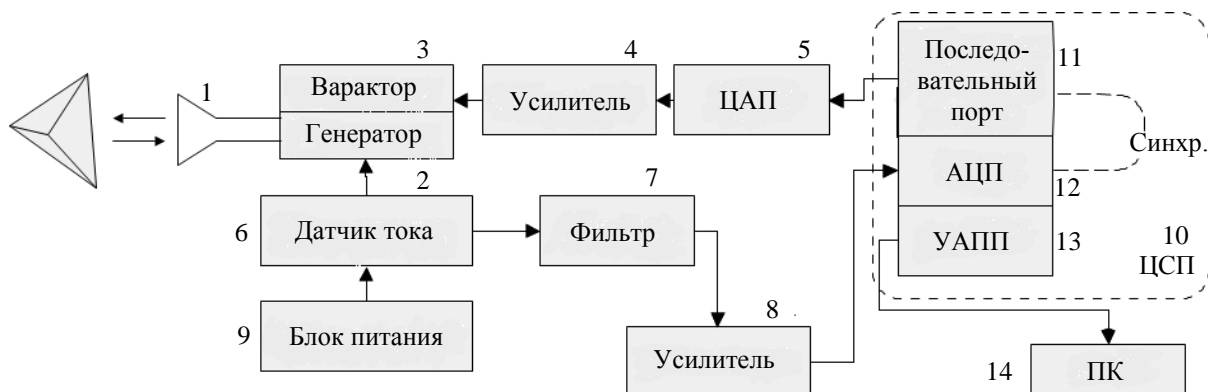 3
4
5
Последо-
вательный
порт
11
1
Варактор
Усилитель
ЦАП
Генератор
Синхр.
2
7
АЦП
12
6
Датчик тока
Фильтр
УАПП
13
10
ЦСП
8
9
Блок питания
Усилитель
14
ПК